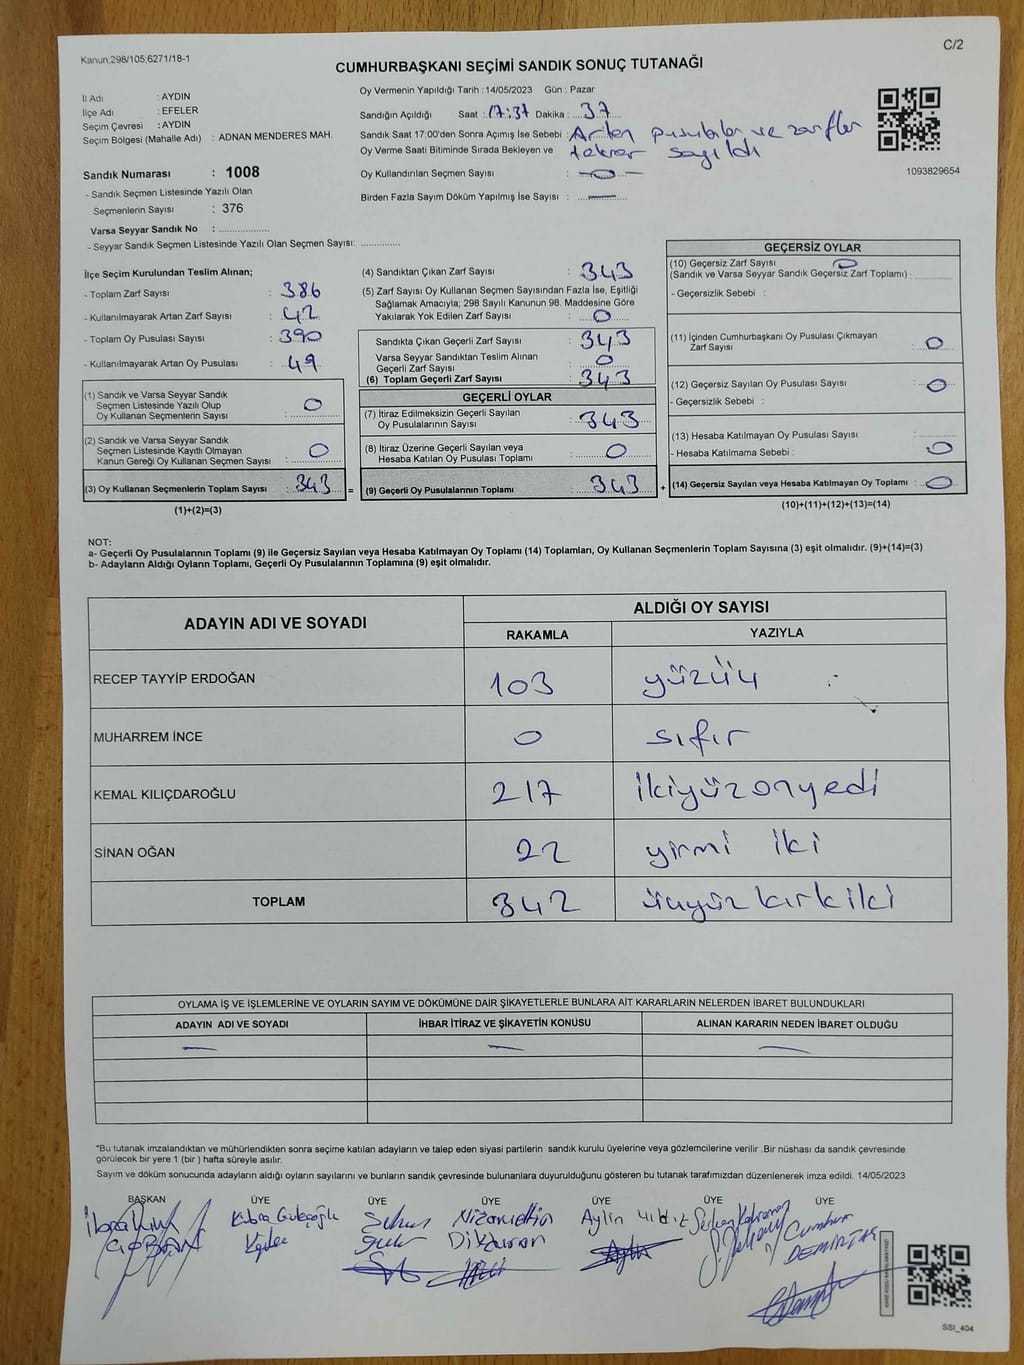 C/2
Kanun;298/105;6271/18-1
CUMHURBAŞKANI SEÇİMİ SANDIK SONUÇ TUTANAĞI
İl Adı : AYDIN
İlçe Adı : EFELER
Seçim Çevresi : AYDIN
Seçim Bölgesi (Mahalle Adı) : ADNAN MENDERES MAH.
Sandık Numarası : 1008
- Sandık Seçmen Listesinde Yazılı Olan
Seçmenlerin Sayısı : 376
Varsa Seyyar Sandık No : ....................
- Seyyar Sandık Seçmen Listesinde Yazılı Olan Seçmen Sayısı: ...............
Oy Vermenin Yapıldığı Tarih : 14/05/2023 Gün : Pazar
Sandığın Açıldığı Saat : 17:37 Dakika : 37
Sandık Saat 17:00'den Sonra Açımış İse Sebebi : Artan pusulalar ve zarflar
Oy Verme Saati Bitiminde Sırada Bekleyen ve tekrar sayıldı
Oy Kullandırılan Seçmen Sayısı : 0
Birden Fazla Sayım Döküm Yapılmış İse Sayısı : —
1093829654
İlçe Seçim Kurulundan Teslim Alınan;
- Toplam Zarf Sayısı : 386
- Kullanılmayarak Artan Zarf Sayısı : 42
- Toplam Oy Pusulası Sayısı : 390
- Kullanılmayarak Artan Oy Pusulası : 49
(1) Sandık ve Varsa Seyyar Sandık
Seçmen Listesinde Yazılı Olup
Oy Kullanan Seçmenlerin Sayısı : 0
(2) Sandık ve Varsa Seyyar Sandık
Seçmen Listesinde Kayıtlı Olmayan
Kanun Gereği Oy Kullanan Seçmen Sayısı : 0
(3) Oy Kullanan Seçmenlerin Toplam Sayısı : 343 =
(1)+(2)=(3)
(4) Sandıktan Çıkan Zarf Sayısı : 343
(5) Zarf Sayısı Oy Kullanan Seçmen Sayısından Fazla İse, Eşitliği
Sağlamak Amacıyla; 298 Sayılı Kanunun 98. Maddesine Göre
Yakılarak Yok Edilen Zarf Sayısı : 0
Sandıkta Çıkan Geçerli Zarf Sayısı : 343
Varsa Seyyar Sandıktan Teslim Alınan
Geçerli Zarf Sayısı : 0
(6) Toplam Geçerli Zarf Sayısı : 343
GEÇERLİ OYLAR
(7) İtiraz Edilmeksizin Geçerli Sayılan
Oy Pusulalarının Sayısı : 343
(8) İtiraz Üzerine Geçerli Sayılan veya
Hesaba Katılan Oy Pusulası Toplamı : 0
(9) Geçerli Oy Pusulalarının Toplamı : 343 +
GEÇERSİZ OYLAR
(10) Geçersiz Zarf Sayısı 0
(Sandık ve Varsa Seyyar Sandık Geçersiz Zarf Toplamı) : ............
- Geçersizlik Sebebi :
(11) İçinden Cumhurbaşkanı Oy Pusulası Çıkmayan
Zarf Sayısı : 0
(12) Geçersiz Sayılan Oy Pusulası Sayısı : 0
- Geçersizlik Sebebi :
(13) Hesaba Katılmayan Oy Pusulası Sayısı
- Hesaba Katılmama Sebebi : 0
(14) Geçersiz Sayılan veya Hesaba Katılmayan Oy Toplamı : 0
(10)+(11)+(12)+(13)=(14)
NOT:
a- Geçerli Oy Pusulalarının Toplamı (9) ile Geçersiz Sayılan veya Hesaba Katılmayan Oy Toplamı (14) Toplamları, Oy Kullanan Seçmenlerin Toplam Sayısına (3) eşit olmalıdır. (9)+(14)=(3)
b- Adayların Aldığı Oyların Toplamı, Geçerli Oy Pusulalarının Toplamına (9) eşit olmalıdır.
ADAYIN ADI VE SOYADI
ALDIĞI OY SAYISI
RAKAMLA YAZIYLA
RECEP TAYYİP ERDOĞAN 103 yüzüç
MUHARREM İNCE 0 sıfır
KEMAL KILIÇDAROĞLU 217 ikiyüzonyedi
SİNAN OĞAN 22 yirmi iki
TOPLAM 342 üçyüzkırkiki
OYLAMA İŞ VE İŞLEMLERİNE VE OYLARIN SAYIM VE DÖKÜMÜNE DAİR ŞİKAYETLERLE BUNLARA AİT KARARLARIN NELERDEN İBARET BULUNDUKLARI
ADAYIN ADI VE SOYADI İHBAR İTİRAZ VE ŞİKAYETİN KONUSU ALINAN KARARIN NEDEN İBARET OLDUĞU
— — —
*Bu tutanak imzalandıktan ve mühürlendikten sonra seçime katılan adayların ve talep eden siyasi partilerin sandık kurulu üyelerine veya gözlemcilerine verilir .Bir nüshası da sandık çevresinde
görülecek bir yere 1 (bir ) hafta süreyle asılır.
Sayım ve döküm sonucunda adayların aldığı oyların sayılarını ve bunların sandık çevresinde bulunanlara duyurulduğunu gösteren bu tutanak tarafımızdan düzenlenerek imza edildi. 14/05/2023
BAŞKAN ÜYE ÜYE ÜYE ÜYE ÜYE ÜYE
Nizamettin Aylin Yıldız Serkan Cumhur
DEMİRTAŞ
SSI_404